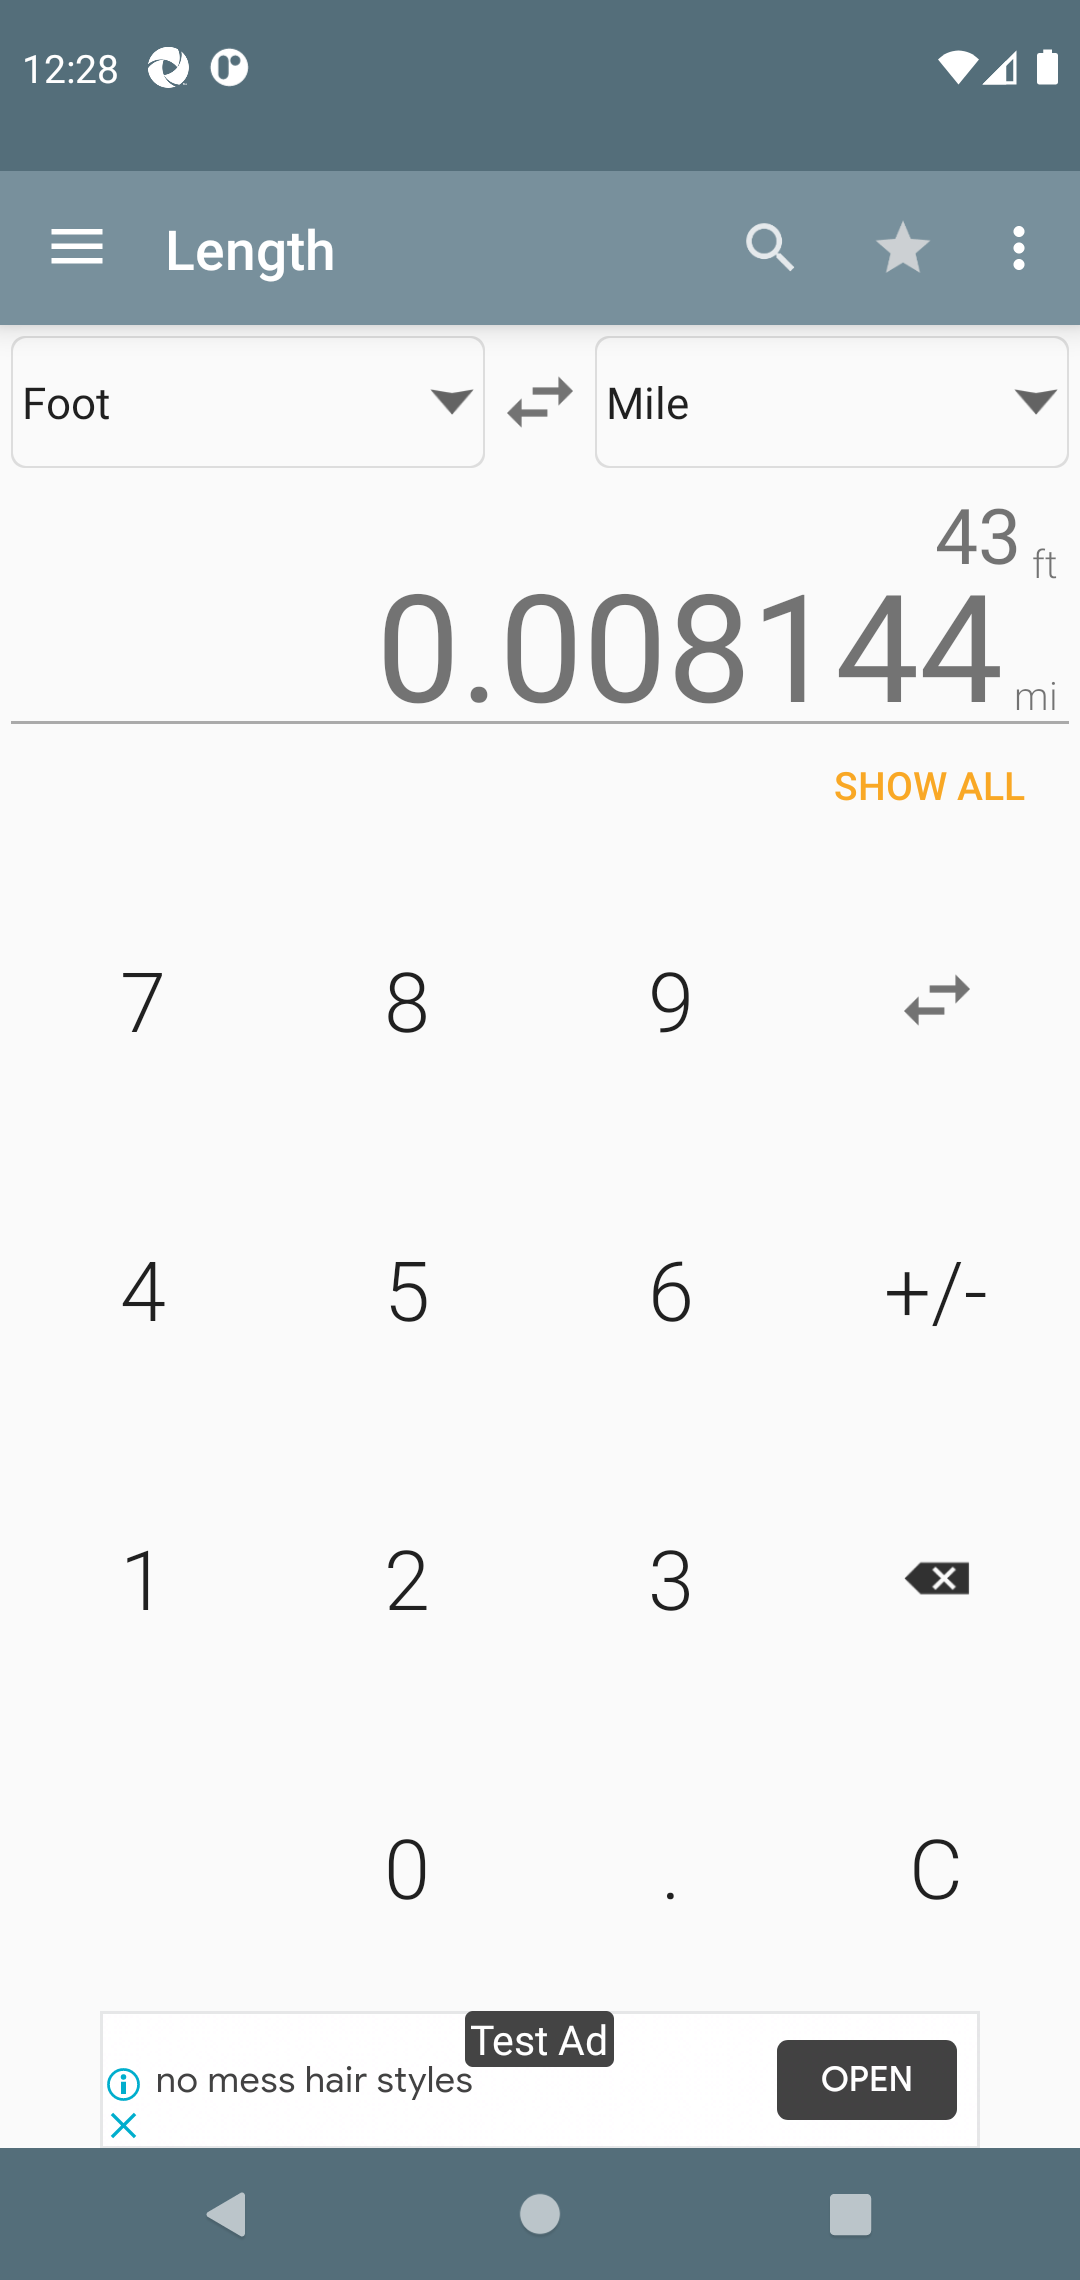 12:28
Length
Foot
Mile
43 ft
0.008144 mi
SHOW ALL
7 8 9
4 5 6 +/-
1 2 3
0 . C
Test Ad
no mess hair styles
OPEN